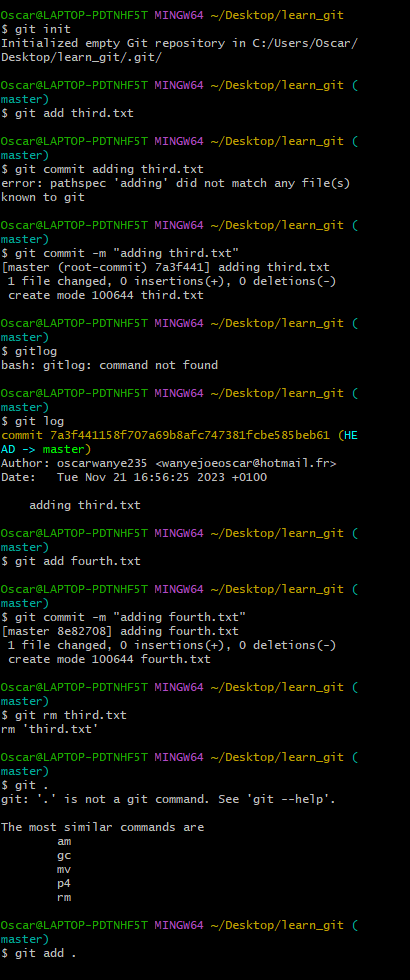 Oscar@LAPTOP-PDTNHF5T MINGW64 ~/Desktop/learn_git
$ git init
Initialized empty Git repository in C:/Users/Oscar/
Desktop/learn_git/.git/
Oscar@LAPTOP-PDTNHF5T MINGW64 ~/Desktop/learn_git (
master)
$ git add third.txt
Oscar@LAPTOP-PDTNHF5T MINGW64 ~/Desktop/learn_git (
master)
$ git commit adding third.txt
error: pathspec 'adding' did not match any file(s)
known to git
Oscar@LAPTOP-PDTNHF5T MINGW64 ~/Desktop/learn_git (
master)
$ git commit -m "adding third.txt"
[master (root-commit) 7a3f441] adding third.txt
 1 file changed, 0 insertions(+), 0 deletions(-)
 create mode 100644 third.txt
Oscar@LAPTOP-PDTNHF5T MINGW64 ~/Desktop/learn_git (
master)
$ gitlog
bash: gitlog: command not found
Oscar@LAPTOP-PDTNHF5T MINGW64 ~/Desktop/learn_git (
master)
$ git log
commit 7a3f441158f707a69b8afc747381fcbe585beb61 (HE
AD -> master)
Author: oscarwanye235 <wanyejoeoscar@hotmail.fr>
Date:   Tue Nov 21 16:56:25 2023 +0100
    adding third.txt
Oscar@LAPTOP-PDTNHF5T MINGW64 ~/Desktop/learn_git (
master)
$ git add fourth.txt
Oscar@LAPTOP-PDTNHF5T MINGW64 ~/Desktop/learn_git (
master)
$ git commit -m "adding fourth.txt"
[master 8e82708] adding fourth.txt
 1 file changed, 0 insertions(+), 0 deletions(-)
 create mode 100644 fourth.txt
Oscar@LAPTOP-PDTNHF5T MINGW64 ~/Desktop/learn_git (
master)
$ git rm third.txt
rm 'third.txt'
Oscar@LAPTOP-PDTNHF5T MINGW64 ~/Desktop/learn_git (
master)
$ git .
git: '.' is not a git command. See 'git --help'.
The most similar commands are
        am
        gc
        mv
        p4
        rm
Oscar@LAPTOP-PDTNHF5T MINGW64 ~/Desktop/learn_git (
master)
$ git add .